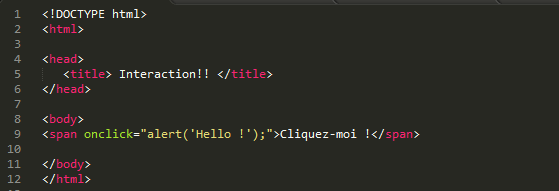 1 <!DOCTYPE html>
2 <html>
3
4 <head>
5 <title> Interaction!! </title>
6 </head>
7
8 <body>
9 <span onclick="alert('Hello !');">Cliquez-moi !</span>
10
11 </body>
12 </html>